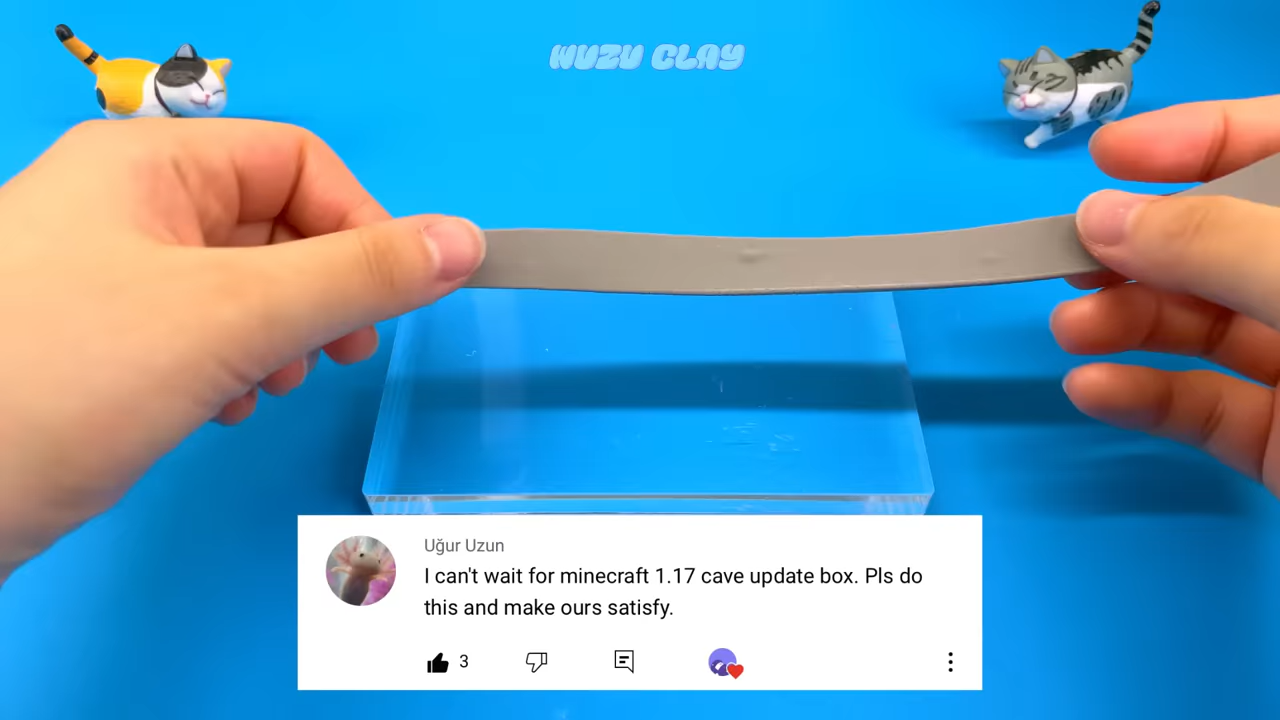 WUZU CLAY
Uğur Uzun
I can't wait for minecraft 1.17 cave update box. Pls do
this and make ours satisfy.
3